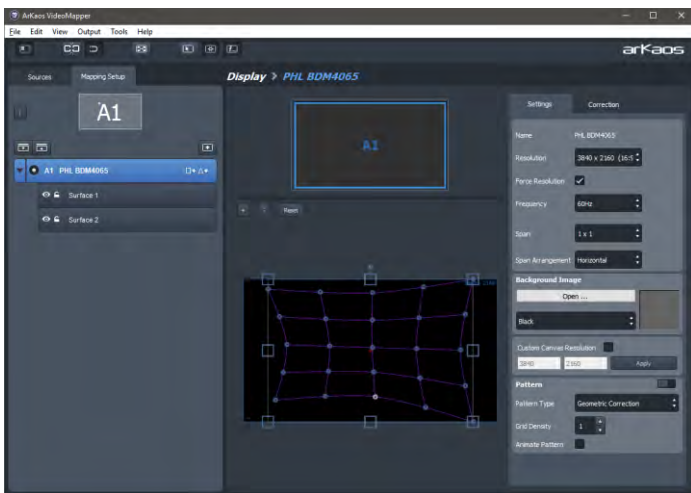 ArKaos VideoMapper
File Edit View Output Tools Help
arkaos
Sources Mapping Setup
Display > PHL BDM4065
A1
A1 PHL BDM4065
Surface 1
Surface 2
A1
Reset
Settings Correction
Name PHL BDM4065
Resolution 3840 x 2160 (16:9
Force Resolution
Frequency 60Hz
Span 1 x 1
Span Arrangement Horizontal
Background Image
Open ...
Black
Custom Canvas Resolution
3840 2160 Apply
Pattern
Pattern Type Geometric Correction
Grid Density 1
Animate Pattern